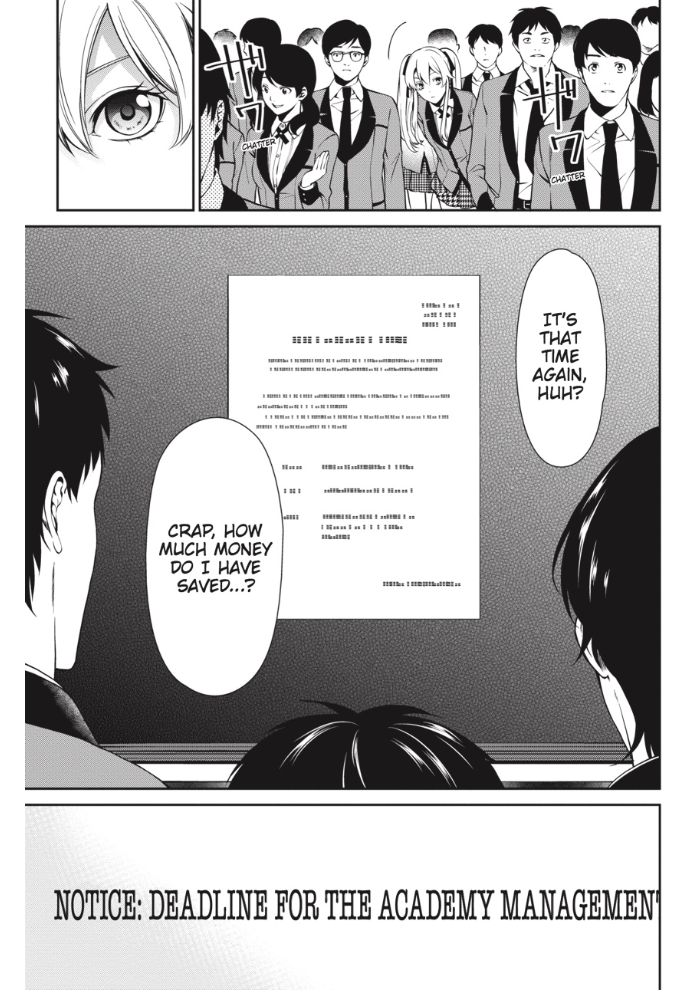 ザワ
CHATTER
ザワ
CHATTER
IT'S
THAT
TIME
AGAIN,
HUH?
CRAP, HOW
MUCH MONEY
DO I HAVE
SAVED...?
NOTICE: DEADLINE FOR THE ACADEMY MANAGEMENT